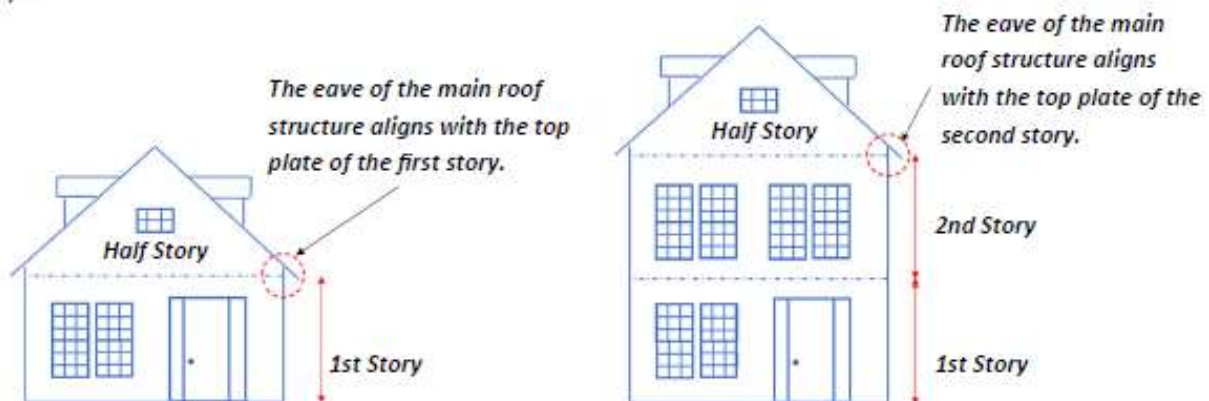 The eave of the main roof
structure aligns with the top
plate of the first story.
Half Story
1st Story
The eave of the main
roof structure aligns
with the top plate of the
second story.
Half Story
2nd Story
1st Story